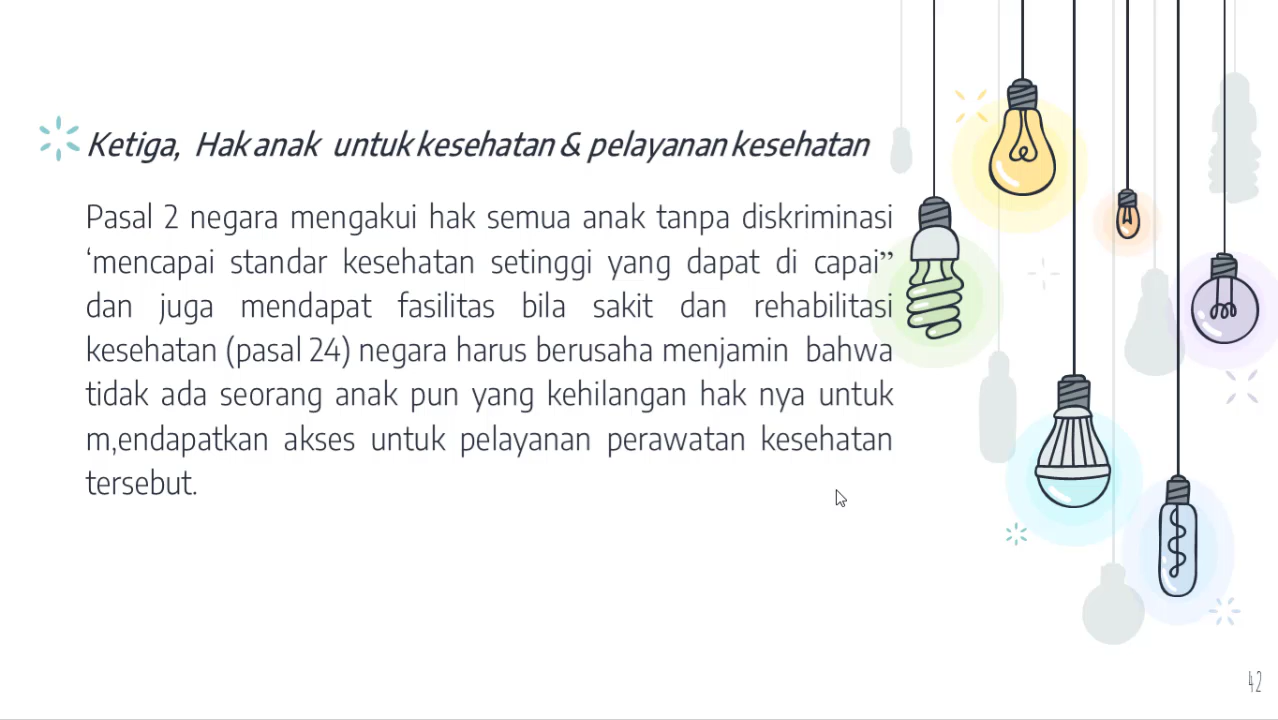 Ketiga, Hak anak untuk kesehatan & pelayanan kesehatan
Pasal 2 negara mengakui hak semua anak tanpa diskriminasi
‘mencapai standar kesehatan setinggi yang dapat di capai”
dan juga mendapat fasilitas bila sakit dan rehabilitasi
kesehatan (pasal 24) negara harus berusaha menjamin bahwa
tidak ada seorang anak pun yang kehilangan hak nya untuk
m,endapatkan akses untuk pelayanan perawatan kesehatan
tersebut.
42